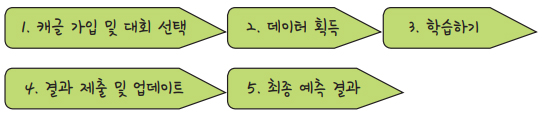 1. 캐글 가입 및 대회 선택
2. 데이터 획득
3. 학습하기
4. 결과 제출 및 업데이트
5. 최종 예측 결과